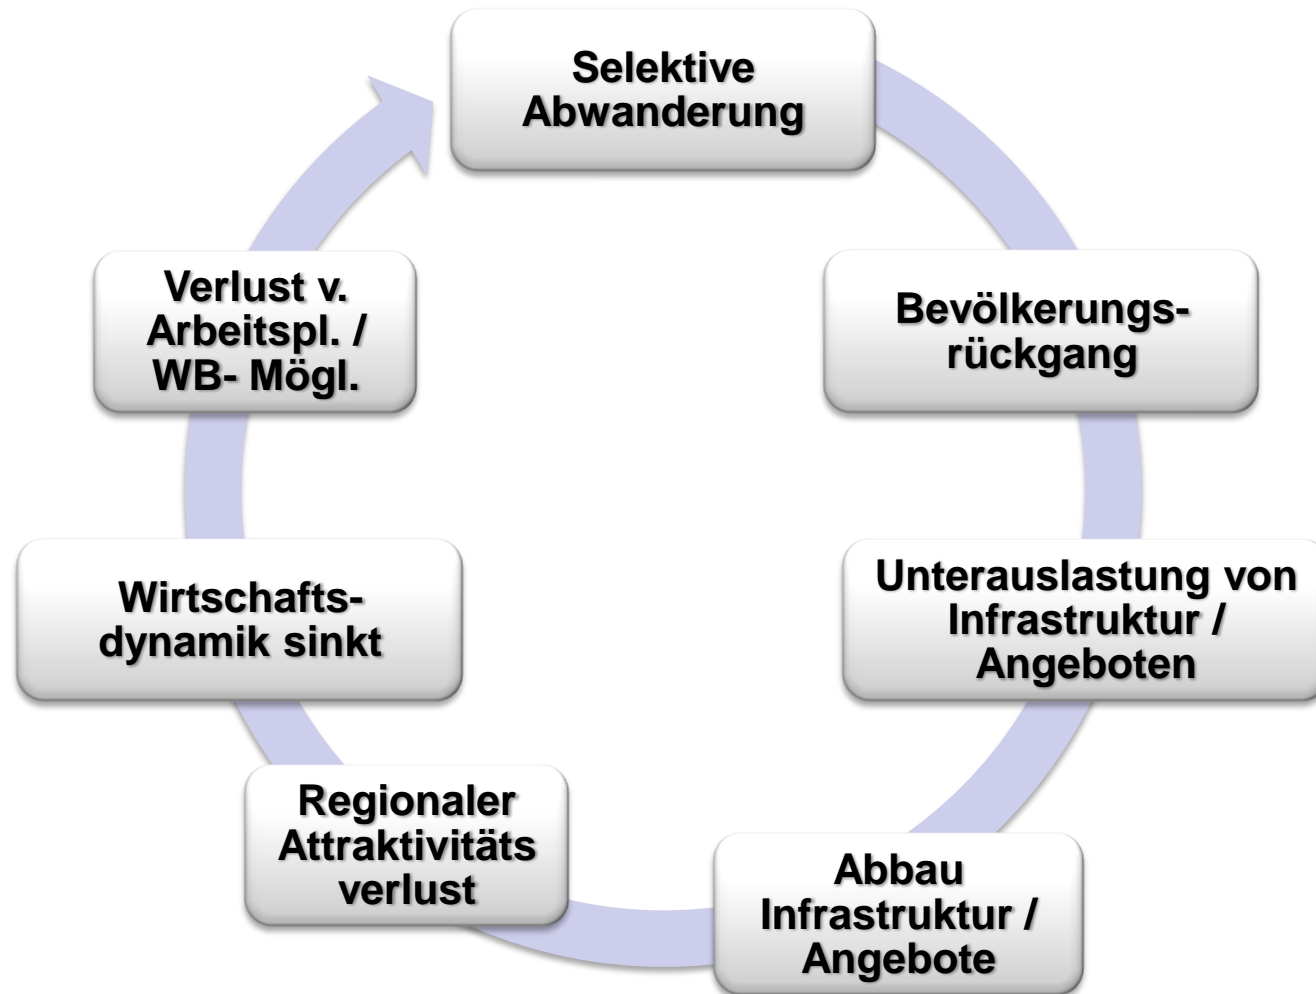 Selektive
Abwanderung
Bevölkerungs-
rückgang
Unterauslastung von
Infrastruktur /
Angeboten
Abbau
Infrastruktur /
Angebote
Regionaler
Attraktivitäts
verlust
Wirtschafts-
dynamik sinkt
Verlust v.
Arbeitspl. /
WB- Mögl.